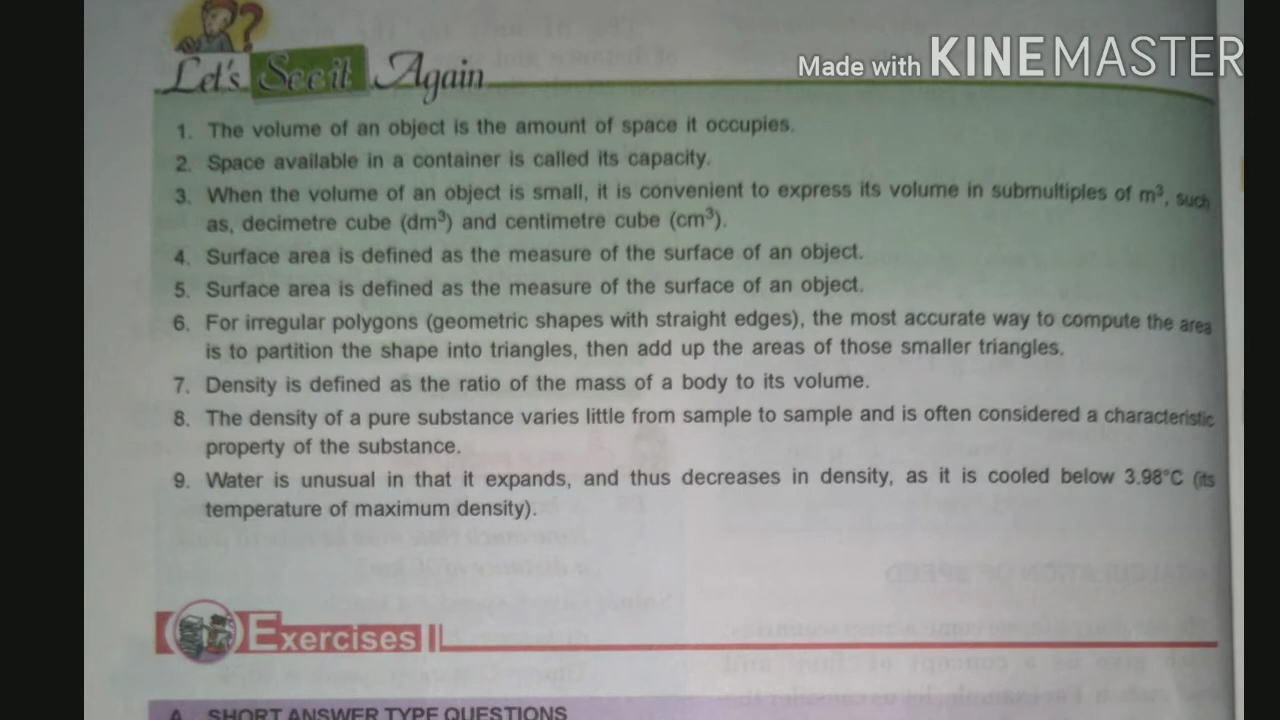 Made with KINEMASTER
Let's See it Again
1. The volume of an object is the amount of space it occupies.
2. Space available in a container is called its capacity.
3. When the volume of an object is small, it is convenient to express its volume in submultiples of m³, such
as, decimetre cube (dm³) and centimetre cube (cm³).
4. Surface area is defined as the measure of the surface of an object.
5. Surface area is defined as the measure of the surface of an object.
6. For irregular polygons (geometric shapes with straight edges), the most accurate way to compute the area
is to partition the shape into triangles, then add up the areas of those smaller triangles.
7. Density is defined as the ratio of the mass of a body to its volume.
8. The density of a pure substance varies little from sample to sample and is often considered a characteristic
property of the substance.
9. Water is unusual in that it expands, and thus decreases in density, as it is cooled below 3.98°C (its
temperature of maximum density).
Exercises
A. SHORT ANSWER TYPE QUESTIONS